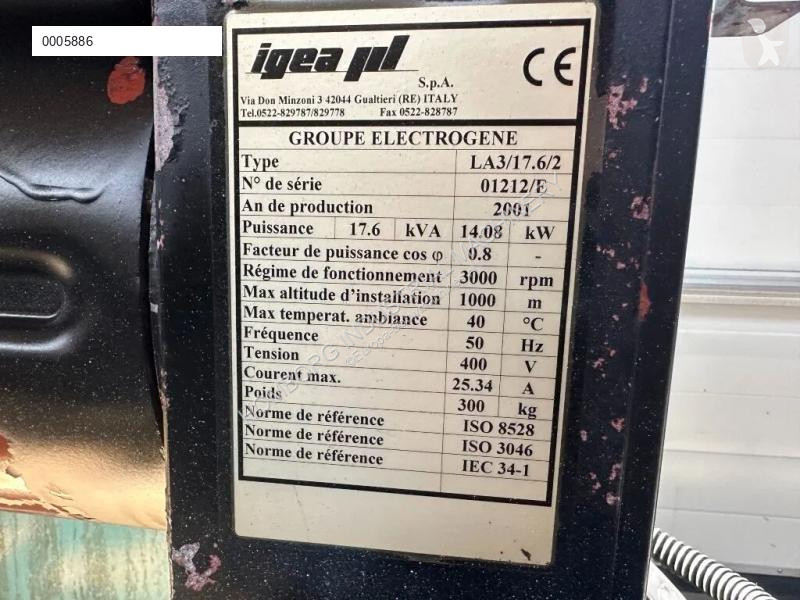 0005886
igea pl
S.p.A.
CE
Via Don Minzoni 3 42044 Gualtieri (RE) ITALY
Tel.0522-829787/829778 Fax 0522-828787
GROUPE ELECTROGENE
Type LA3/17.6/2
N° de série 01212/E
An de production 2001
Puissance 17.6 kVA 14.08 kW
Facteur de puissance cos φ 0.8 -
Régime de fonctionnement 3000 rpm
Max altitude d'installation 1000 m
Max temperat. ambiance 40 °C
Fréquence 50 Hz
Tension 400 V
Courent max. 25.34 A
Poids 300 kg
Norme de référence ISO 8528
Norme de référence ISO 3046
Norme de référence IEC 34-1